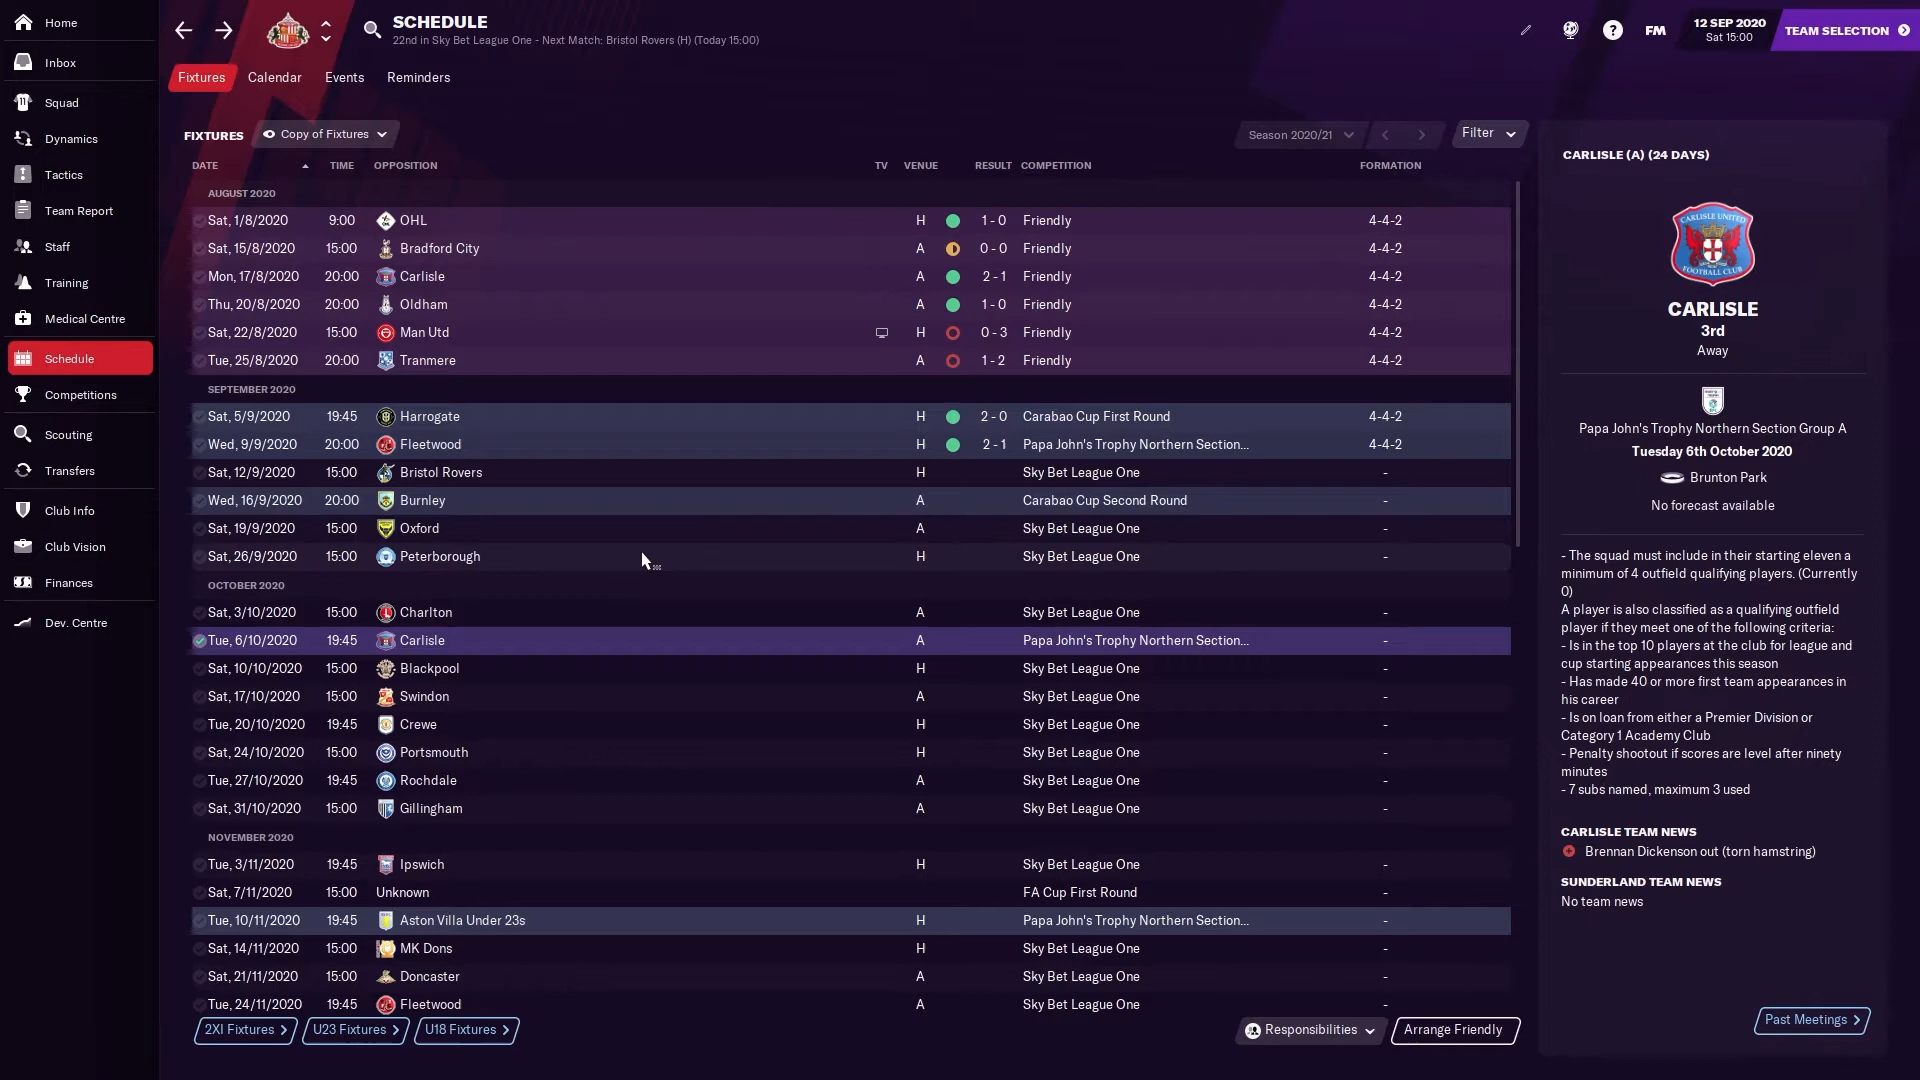 Home
Inbox
Squad
Dynamics
Tactics
Team Report
Staff
Training
Medical Centre
Schedule
Competitions
Scouting
Transfers
Club Info
Club Vision
Finances
Dev. Centre
SCHEDULE
22nd in Sky Bet League One - Next Match: Bristol Rovers (H) (Today 15:00)
FM
12 SEP 2020
Sat 15:00
TEAM SELECTION
Fixtures Calendar Events Reminders
FIXTURES Copy of Fixtures Season 2020/21 Filter
DATE TIME OPPOSITION TV VENUE RESULT COMPETITION FORMATION
AUGUST 2020
Sat, 1/8/2020 9:00 OHL H 1 - 0 Friendly 4-4-2
Sat, 15/8/2020 15:00 Bradford City A 0 - 0 Friendly 4-4-2
Mon, 17/8/2020 20:00 Carlisle A 2 - 1 Friendly 4-4-2
Thu, 20/8/2020 20:00 Oldham A 1 - 0 Friendly 4-4-2
Sat, 22/8/2020 15:00 Man Utd H 0 - 3 Friendly 4-4-2
Tue, 25/8/2020 20:00 Tranmere A 1 - 2 Friendly 4-4-2
SEPTEMBER 2020
Sat, 5/9/2020 19:45 Harrogate H 2 - 0 Carabao Cup First Round 4-4-2
Wed, 9/9/2020 20:00 Fleetwood H 2 - 1 Papa John's Trophy Northern Section... 4-4-2
Sat, 12/9/2020 15:00 Bristol Rovers H Sky Bet League One -
Wed, 16/9/2020 20:00 Burnley A Carabao Cup Second Round -
Sat, 19/9/2020 15:00 Oxford A Sky Bet League One -
Sat, 26/9/2020 15:00 Peterborough H Sky Bet League One -
OCTOBER 2020
Sat, 3/10/2020 15:00 Charlton A Sky Bet League One -
Tue, 6/10/2020 19:45 Carlisle A Papa John's Trophy Northern Section... -
Sat, 10/10/2020 15:00 Blackpool H Sky Bet League One -
Sat, 17/10/2020 15:00 Swindon A Sky Bet League One -
Tue, 20/10/2020 19:45 Crewe H Sky Bet League One -
Sat, 24/10/2020 15:00 Portsmouth H Sky Bet League One -
Tue, 27/10/2020 19:45 Rochdale A Sky Bet League One -
Sat, 31/10/2020 15:00 Gillingham A Sky Bet League One -
NOVEMBER 2020
Tue, 3/11/2020 19:45 Ipswich H Sky Bet League One -
Sat, 7/11/2020 15:00 Unknown FA Cup First Round -
Tue, 10/11/2020 19:45 Aston Villa Under 23s H Papa John's Trophy Northern Section... -
Sat, 14/11/2020 15:00 MK Dons H Sky Bet League One -
Sat, 21/11/2020 15:00 Doncaster A Sky Bet League One -
Tue, 24/11/2020 19:45 Fleetwood A Sky Bet League One -
2XI Fixtures U23 Fixtures U18 Fixtures Responsibilities Arrange Friendly
CARLISLE (A) (24 DAYS)
CARLISLE UNITED
FOOTBALL CLUB
CARLISLE
3rd
Away
Papa John's Trophy Northern Section Group A
Tuesday 6th October 2020
Brunton Park
No forecast available
- The squad must include in their starting eleven a
minimum of 4 outfield qualifying players. (Currently
0)
A player is also classified as a qualifying outfield
player if they meet one of the following criteria:
- Is in the top 10 players at the club for league and
cup starting appearances this season
- Has made 40 or more first team appearances in
his career
- Is on loan from either a Premier Division or
Category 1 Academy Club
- Penalty shootout if scores are level after ninety
minutes
- 7 subs named, maximum 3 used
CARLISLE TEAM NEWS
Brennan Dickenson out (torn hamstring)
SUNDERLAND TEAM NEWS
No team news
Past Meetings